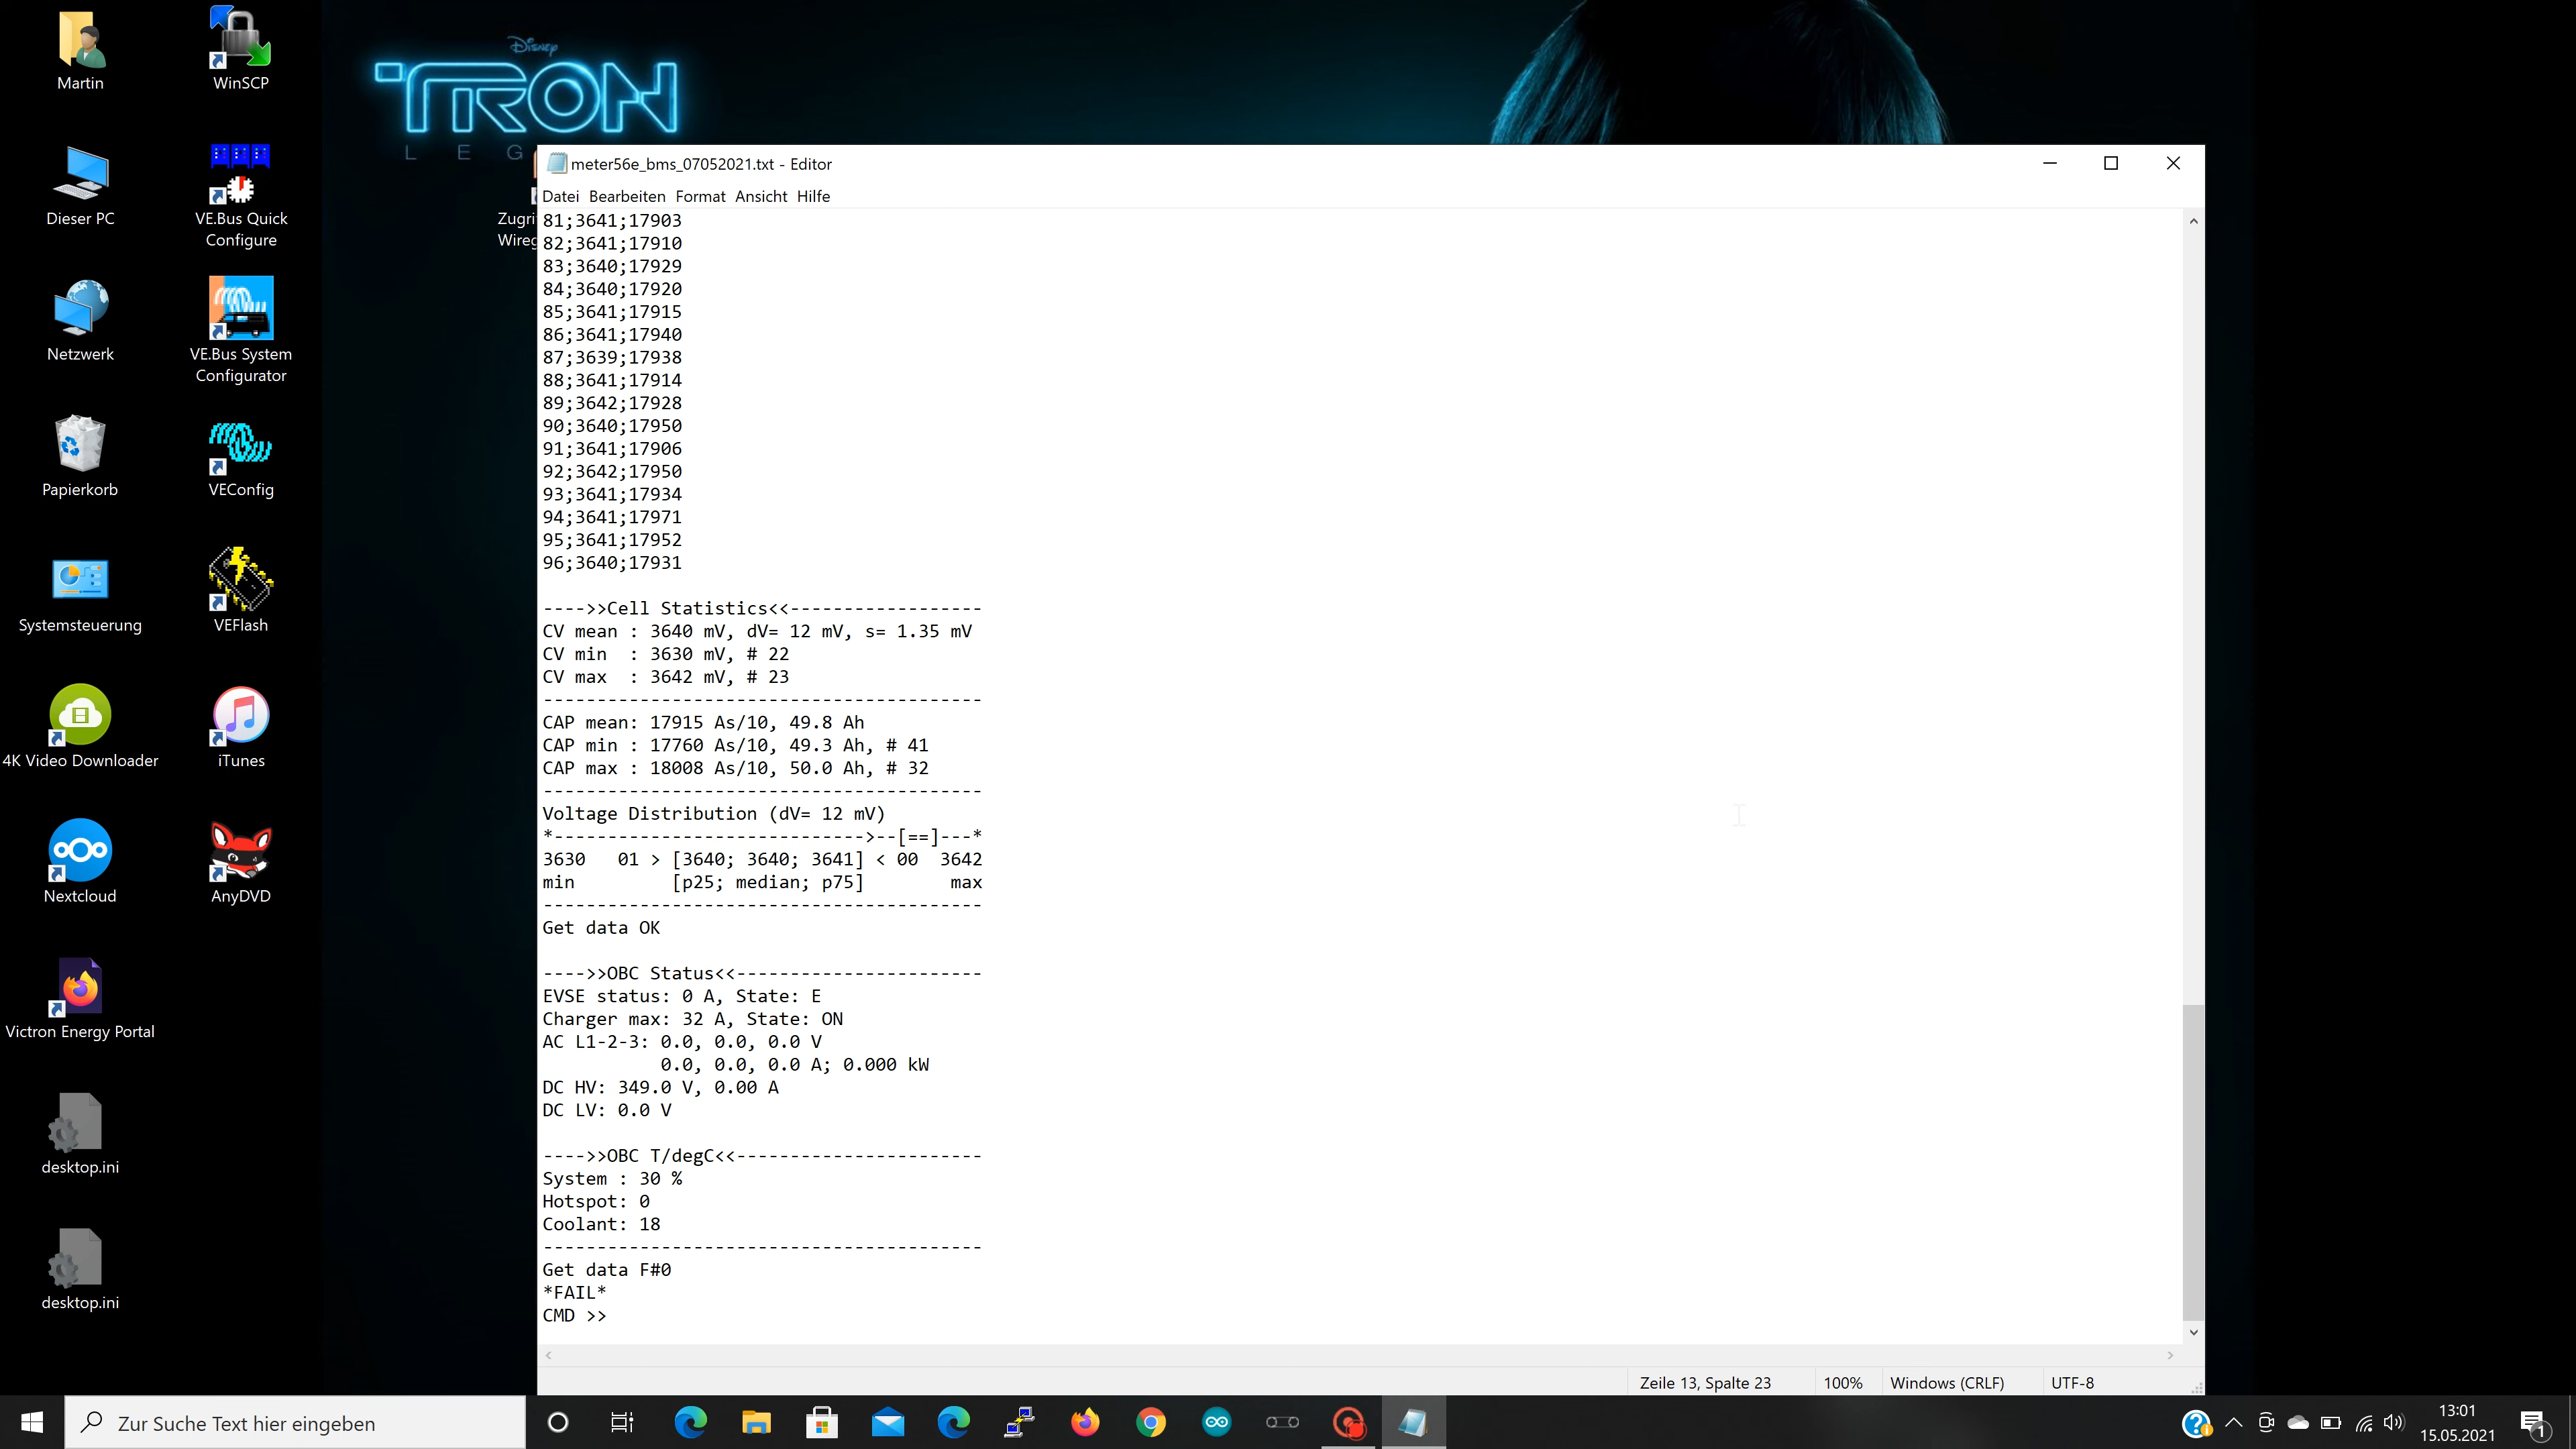 Martin
WinSCP
Dieser PC
VE.Bus Quick
Configure
Netzwerk
VE.Bus System
Configurator
Papierkorb
VEConfig
Systemsteuerung
VEFlash
4K Video Downloader
iTunes
Nextcloud
AnyDVD
Victron Energy Portal
desktop.ini
desktop.ini
Disney
TRON
L E G
Zugri
Wireg
meter56e_bms_07052021.txt - Editor
Datei Bearbeiten Format Ansicht Hilfe
81;3641;17903
82;3641;17910
83;3640;17929
84;3640;17920
85;3641;17915
86;3641;17940
87;3639;17938
88;3641;17914
89;3642;17928
90;3640;17950
91;3641;17906
92;3642;17950
93;3641;17934
94;3641;17971
95;3641;17952
96;3640;17931
---->>Cell Statistics<<------------------
CV mean : 3640 mV, dV= 12 mV, s= 1.35 mV
CV min  : 3630 mV, # 22
CV max  : 3642 mV, # 23
-----------------------------------------
CAP mean: 17915 As/10, 49.8 Ah
CAP min : 17760 As/10, 49.3 Ah, # 41
CAP max : 18008 As/10, 50.0 Ah, # 32
-----------------------------------------
Voltage Distribution (dV= 12 mV)
*----------------------------->--[==]---*
3630   01 > [3640; 3640; 3641] < 00  3642
min         [p25; median; p75]        max
-----------------------------------------
Get data OK
---->>OBC Status<<-----------------------
EVSE status: 0 A, State: E
Charger max: 32 A, State: ON
AC L1-2-3: 0.0, 0.0, 0.0 V
0.0, 0.0, 0.0 A; 0.000 kW
DC HV: 349.0 V, 0.00 A
DC LV: 0.0 V
---->>OBC T/degC<<-----------------------
System : 30 %
Hotspot: 0
Coolant: 18
-----------------------------------------
Get data F#0
*FAIL*
CMD >>
Zeile 13, Spalte 23
100%
Windows (CRLF)
UTF-8
Zur Suche Text hier eingeben
13:01
15.05.2021
1